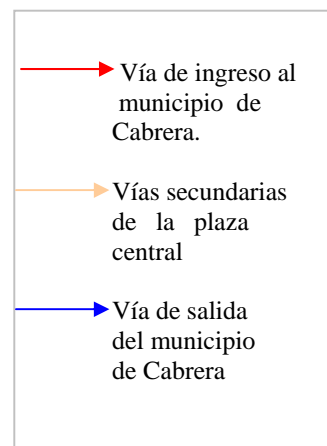 Vía de ingreso al
municipio de
Cabrera.
Vías secundarias
de la plaza
central
Vía de salida
del municipio
de Cabrera